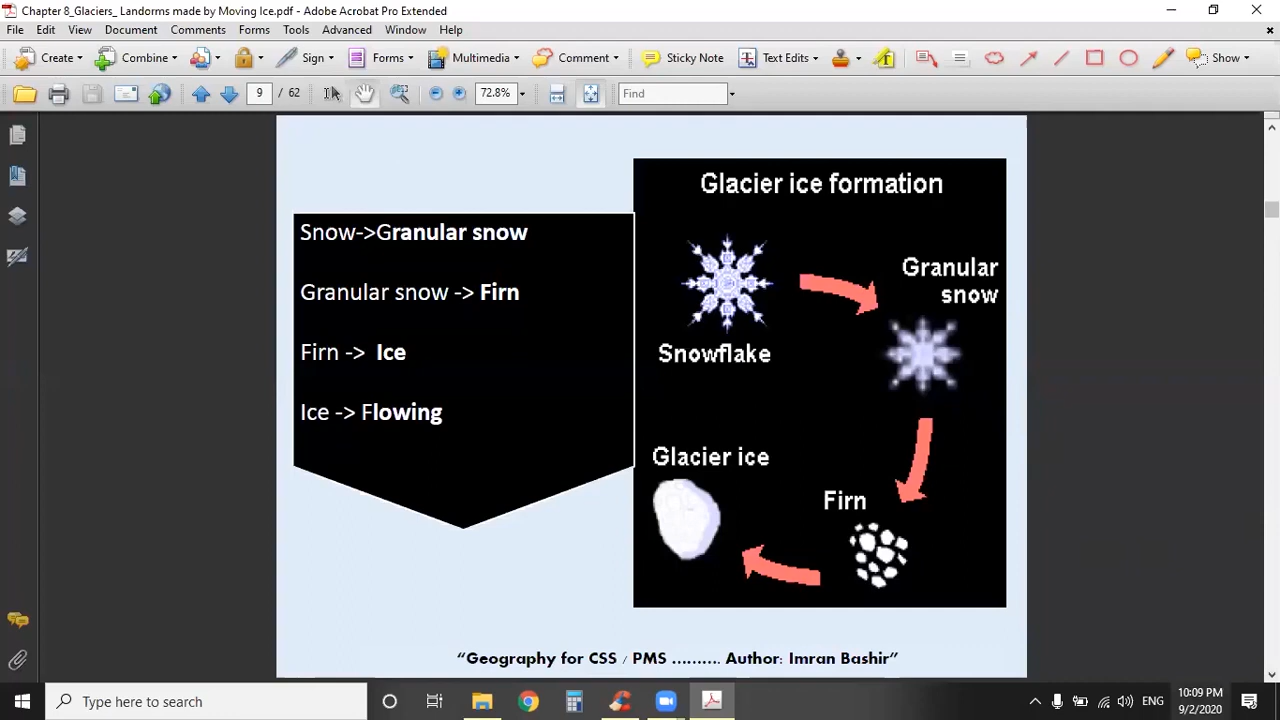 Chapter 8_Glaciers_ Landorms made by Moving Ice.pdf - Adobe Acrobat Pro Extended
File Edit View Document Comments Forms Tools Advanced Window Help
Create Combine Sign Forms Multimedia Comment Sticky Note Text Edits Show
9 / 62 72.8% Find
Glacier ice formation
Snow->Granular snow
Granular snow -> Firn
Firn -> Ice
Ice -> Flowing
Granular
snow
Snowflake
Glacier ice
Firn
“Geography for CSS / PMS ......... Author: Imran Bashir”
Type here to search
ENG
10:09 PM
9/2/2020